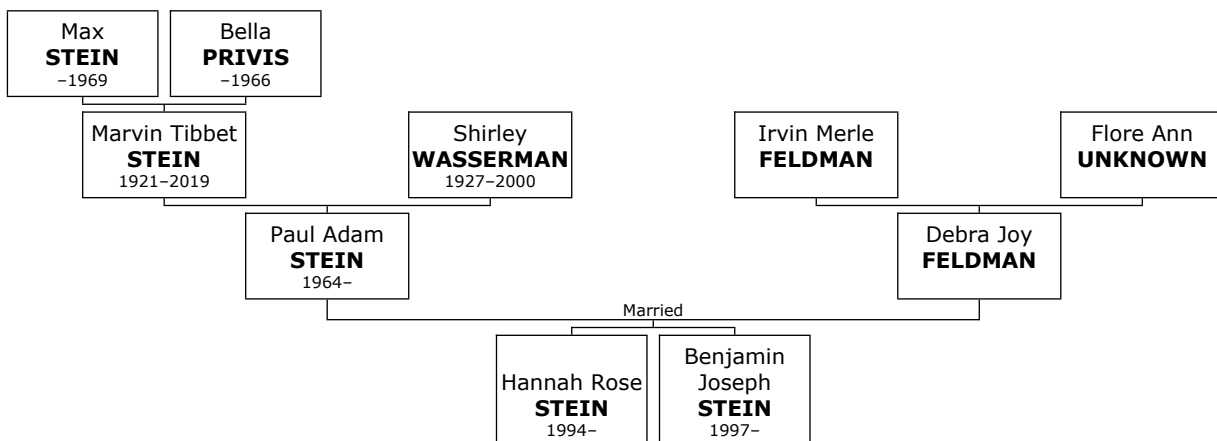 Max
STEIN
–1969
Bella
PRIVIS
–1966
Marvin Tibbet
STEIN
1921–2019
Shirley
WASSERMAN
1927–2000
Irvin Merle
FELDMAN
Flore Ann
UNKNOWN
Paul Adam
STEIN
1964–
Debra Joy
FELDMAN
Married
Hannah Rose
STEIN
1994–
Benjamin
Joseph
STEIN
1997–